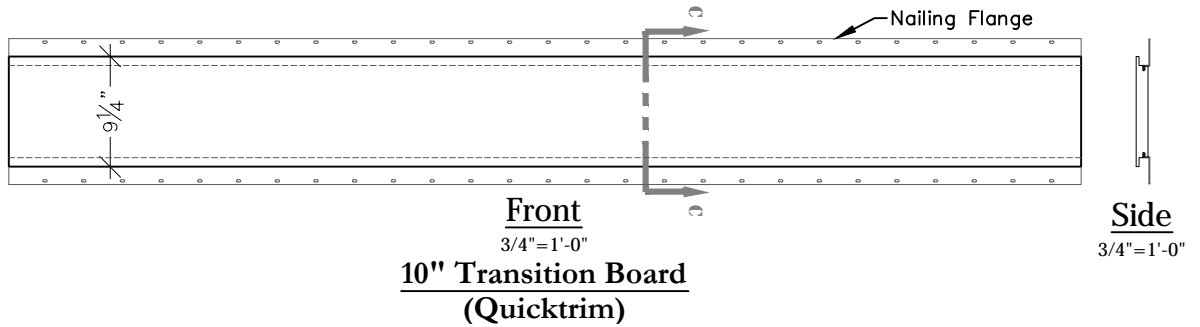 C
Nailing Flange
9¼"
C
Front
3/4"=1'-0"
Side
3/4"=1'-0"
10" Transition Board
(Quicktrim)